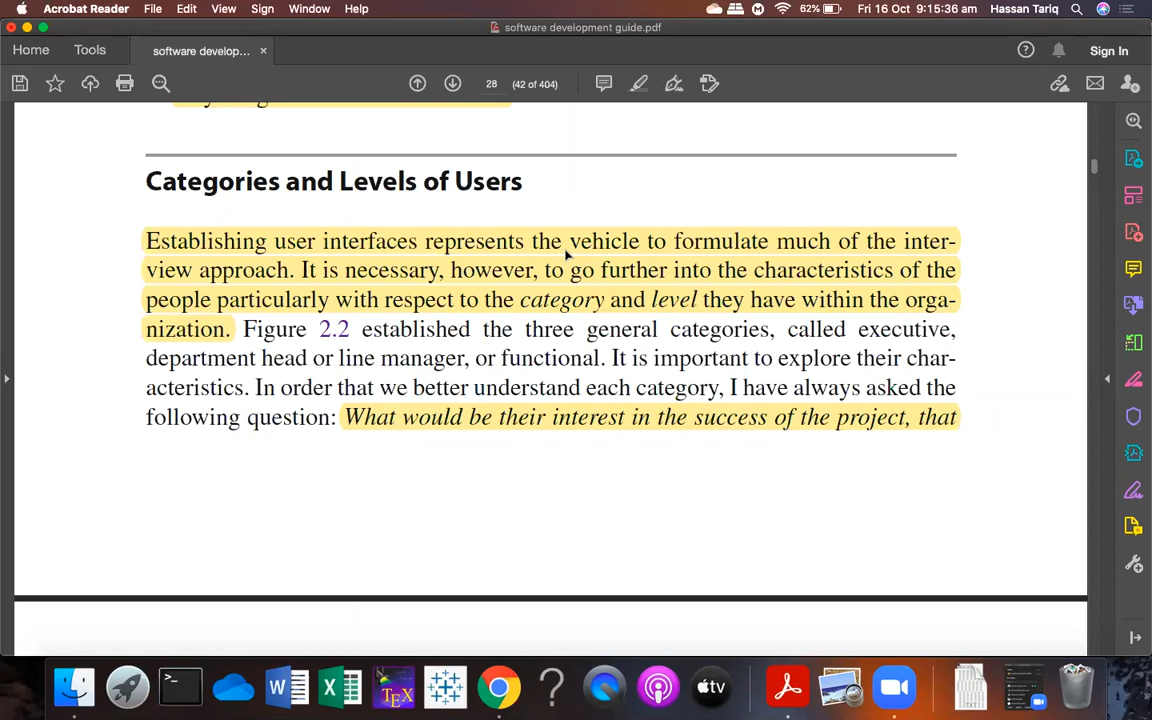 Acrobat Reader File Edit View Sign Window Help 62% Fri 16 Oct 9:15:36 am Hassan Tariq
software development guide.pdf
Home Tools software develop... × Sign In
28 (42 of 404)
Categories and Levels of Users
Establishing user interfaces represents the vehicle to formulate much of the inter-
view approach. It is necessary, however, to go further into the characteristics of the
people particularly with respect to the category and level they have within the orga-
nization. Figure 2.2 established the three general categories, called executive,
department head or line manager, or functional. It is important to explore their char-
acteristics. In order that we better understand each category, I have always asked the
following question: What would be their interest in the success of the project, that
tv